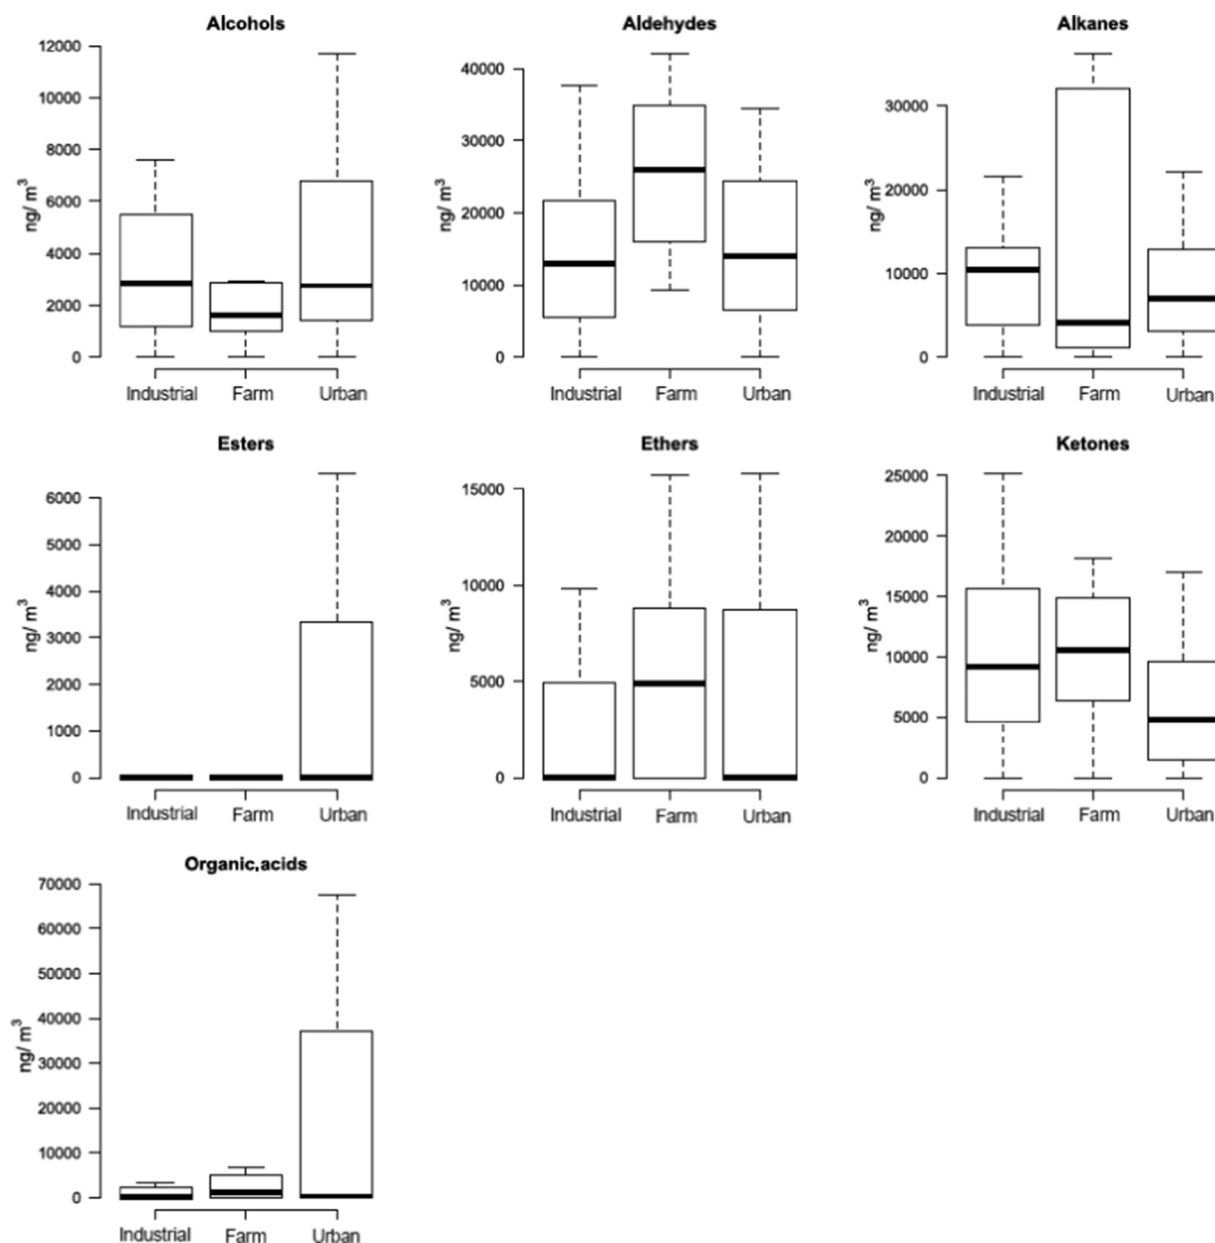 Alcohols
12000
10000
8000
6000
4000
2000
0
ng/ m³
Industrial Farm Urban
Aldehydes
40000
30000
20000
10000
0
ng/ m³
Industrial Farm Urban
Alkanes
30000
20000
10000
0
ng/ m³
Industrial Farm Urban
Esters
6000
5000
4000
3000
2000
1000
0
ng/ m³
Industrial Farm Urban
Ethers
15000
10000
5000
0
ng/ m³
Industrial Farm Urban
Ketones
25000
20000
15000
10000
5000
0
ng/ m³
Industrial Farm Urban
Organic.acids
70000
60000
50000
40000
30000
20000
10000
0
ng/ m³
Industrial Farm Urban